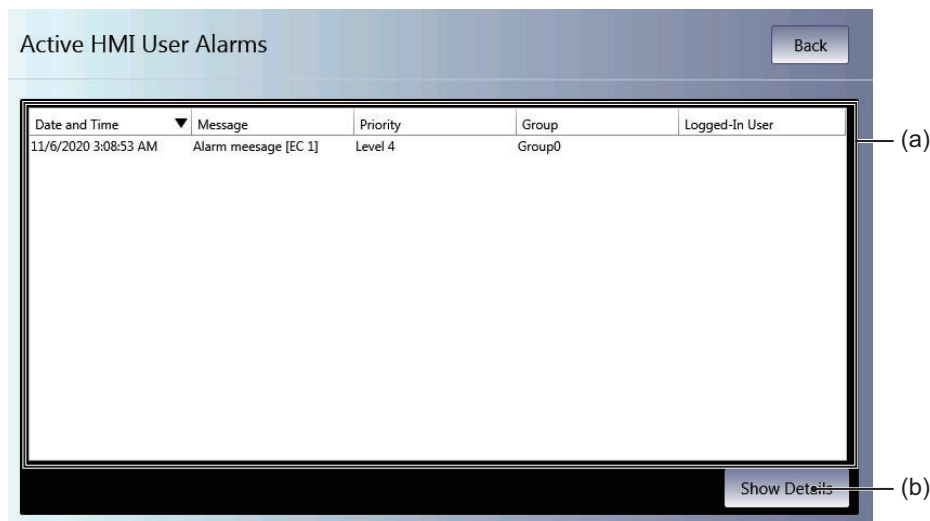 Active HMI User Alarms
Back
Date and Time ▼ Message Priority Group Logged-In User
11/6/2020 3:08:53 AM Alarm meesage [EC 1] Level 4 Group0
(a)
Show Details
(b)